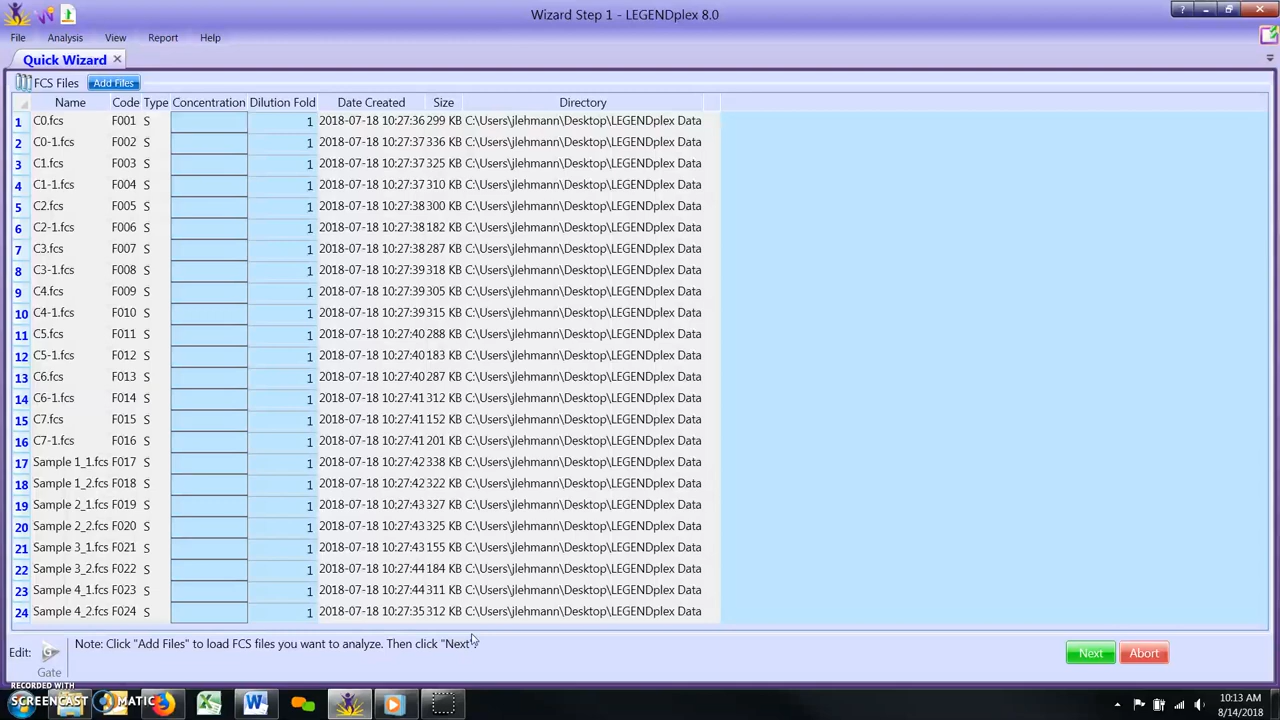 Wizard Step 1 - LEGENDplex 8.0
File Analysis View Report Help
Quick Wizard
FCS Files Add Files
Name Code Type Concentration Dilution Fold Date Created Size Directory
1 C0.fcs F001 S 1 2018-07-18 10:27:36 299 KB C:\Users\jlehmann\Desktop\LEGENDplex Data
2 C0-1.fcs F002 S 1 2018-07-18 10:27:37 336 KB C:\Users\jlehmann\Desktop\LEGENDplex Data
3 C1.fcs F003 S 1 2018-07-18 10:27:37 325 KB C:\Users\jlehmann\Desktop\LEGENDplex Data
4 C1-1.fcs F004 S 1 2018-07-18 10:27:37 310 KB C:\Users\jlehmann\Desktop\LEGENDplex Data
5 C2.fcs F005 S 1 2018-07-18 10:27:38 300 KB C:\Users\jlehmann\Desktop\LEGENDplex Data
6 C2-1.fcs F006 S 1 2018-07-18 10:27:38 182 KB C:\Users\jlehmann\Desktop\LEGENDplex Data
7 C3.fcs F007 S 1 2018-07-18 10:27:38 287 KB C:\Users\jlehmann\Desktop\LEGENDplex Data
8 C3-1.fcs F008 S 1 2018-07-18 10:27:39 318 KB C:\Users\jlehmann\Desktop\LEGENDplex Data
9 C4.fcs F009 S 1 2018-07-18 10:27:39 305 KB C:\Users\jlehmann\Desktop\LEGENDplex Data
10 C4-1.fcs F010 S 1 2018-07-18 10:27:39 315 KB C:\Users\jlehmann\Desktop\LEGENDplex Data
11 C5.fcs F011 S 1 2018-07-18 10:27:40 288 KB C:\Users\jlehmann\Desktop\LEGENDplex Data
12 C5-1.fcs F012 S 1 2018-07-18 10:27:40 183 KB C:\Users\jlehmann\Desktop\LEGENDplex Data
13 C6.fcs F013 S 1 2018-07-18 10:27:40 287 KB C:\Users\jlehmann\Desktop\LEGENDplex Data
14 C6-1.fcs F014 S 1 2018-07-18 10:27:41 312 KB C:\Users\jlehmann\Desktop\LEGENDplex Data
15 C7.fcs F015 S 1 2018-07-18 10:27:41 152 KB C:\Users\jlehmann\Desktop\LEGENDplex Data
16 C7-1.fcs F016 S 1 2018-07-18 10:27:41 201 KB C:\Users\jlehmann\Desktop\LEGENDplex Data
17 Sample 1_1.fcs F017 S 1 2018-07-18 10:27:42 338 KB C:\Users\jlehmann\Desktop\LEGENDplex Data
18 Sample 1_2.fcs F018 S 1 2018-07-18 10:27:42 322 KB C:\Users\jlehmann\Desktop\LEGENDplex Data
19 Sample 2_1.fcs F019 S 1 2018-07-18 10:27:43 327 KB C:\Users\jlehmann\Desktop\LEGENDplex Data
20 Sample 2_2.fcs F020 S 1 2018-07-18 10:27:43 325 KB C:\Users\jlehmann\Desktop\LEGENDplex Data
21 Sample 3_1.fcs F021 S 1 2018-07-18 10:27:43 155 KB C:\Users\jlehmann\Desktop\LEGENDplex Data
22 Sample 3_2.fcs F022 S 1 2018-07-18 10:27:44 184 KB C:\Users\jlehmann\Desktop\LEGENDplex Data
23 Sample 4_1.fcs F023 S 1 2018-07-18 10:27:44 311 KB C:\Users\jlehmann\Desktop\LEGENDplex Data
24 Sample 4_2.fcs F024 S 1 2018-07-18 10:27:35 312 KB C:\Users\jlehmann\Desktop\LEGENDplex Data
Note: Click "Add Files" to load FCS files you want to analyze. Then click "Next"
Edit:
Gate
Next Abort
RECORDED WITH
SCREENCAST MATIC
10:13 AM
8/14/2018